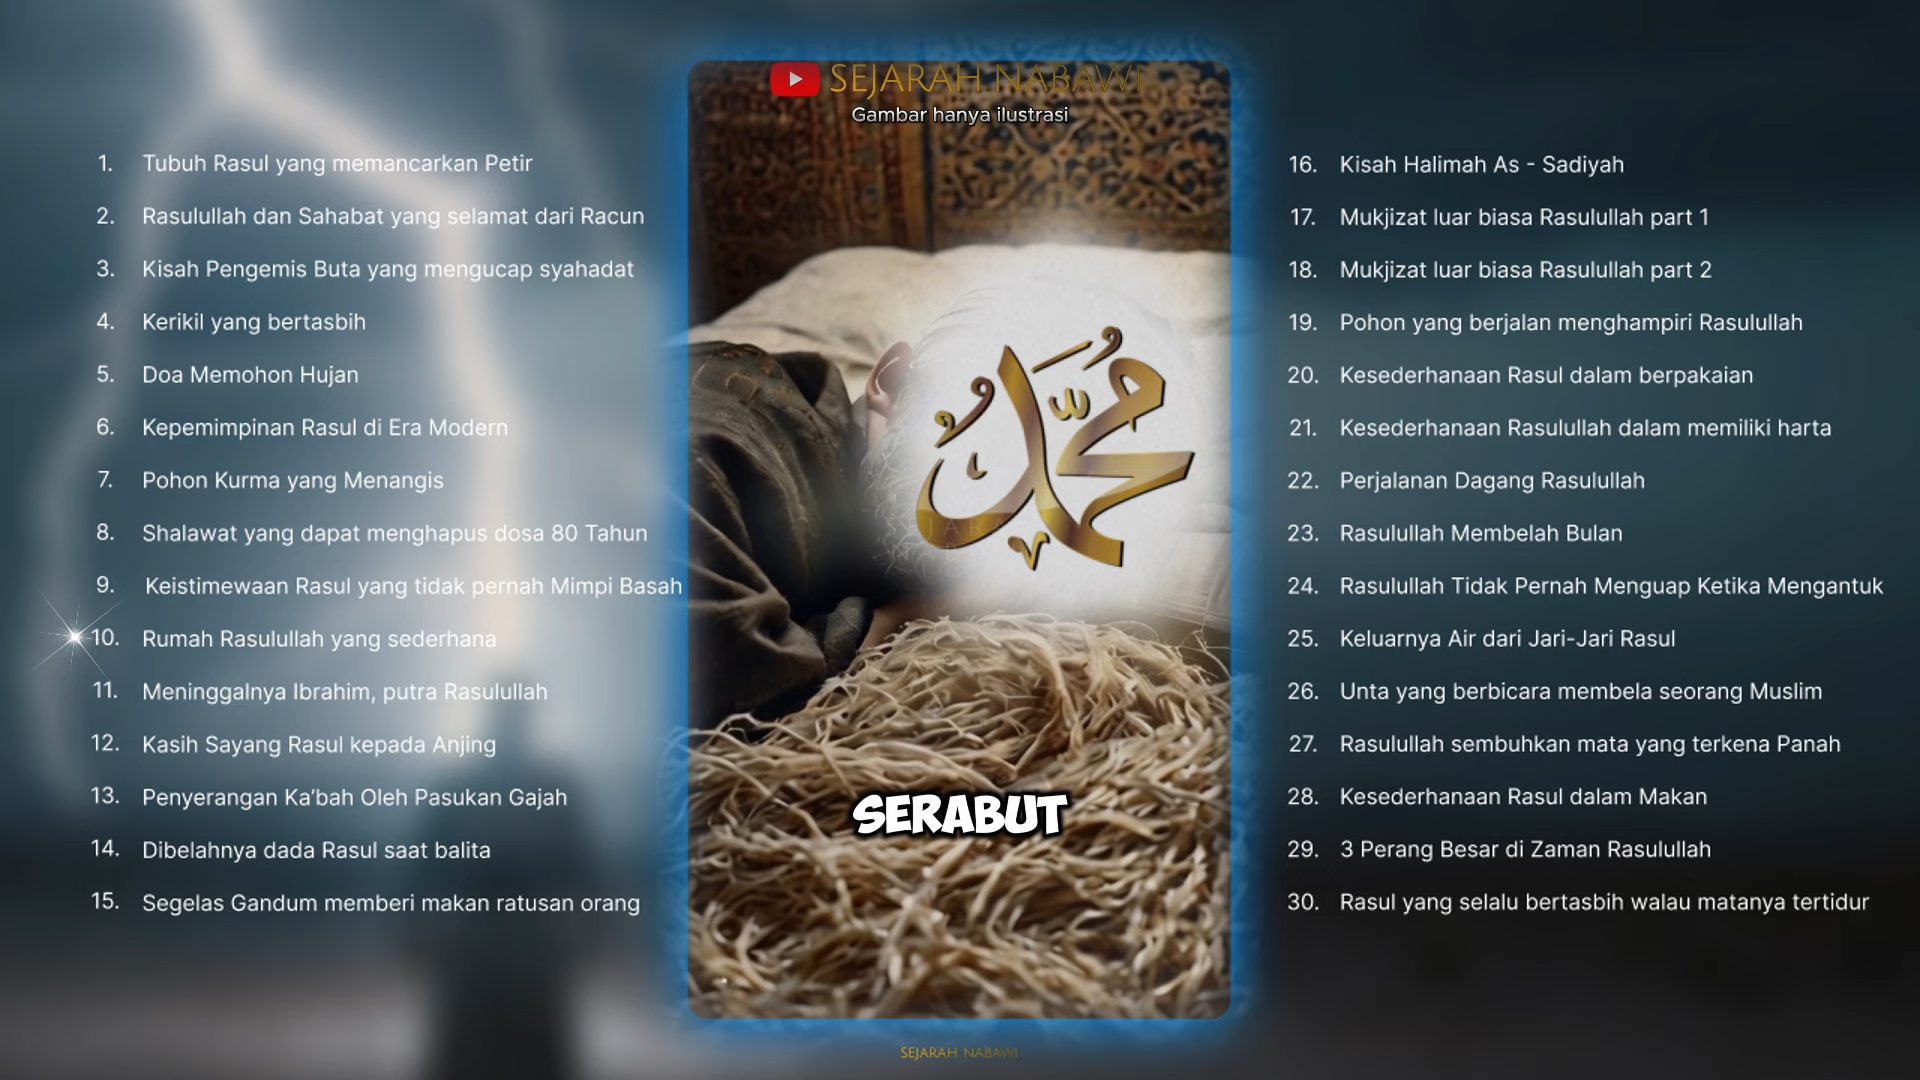 SEJARAH NABAWI
Gambar hanya ilustrasi
1. Tubuh Rasul yang memancarkan Petir
2. Rasulullah dan Sahabat yang selamat dari Racun
3. Kisah Pengemis Buta yang mengucap syahadat
4. Kerikil yang bertasbih
5. Doa Memohon Hujan
6. Kepemimpinan Rasul di Era Modern
7. Pohon Kurma yang Menangis
8. Shalawat yang dapat menghapus dosa 80 Tahun
9. Keistimewaan Rasul yang tidak pernah Mimpi Basah
10. Rumah Rasulullah yang sederhana
11. Meninggalnya Ibrahim, putra Rasulullah
12. Kasih Sayang Rasul kepada Anjing
13. Penyerangan Ka’bah Oleh Pasukan Gajah
14. Dibelahnya dada Rasul saat balita
15. Segelas Gandum memberi makan ratusan orang
مُحَمَّدٌ
SERABUT
16. Kisah Halimah As - Sadiyah
17. Mukjizat luar biasa Rasulullah part 1
18. Mukjizat luar biasa Rasulullah part 2
19. Pohon yang berjalan menghampiri Rasulullah
20. Kesederhanaan Rasul dalam berpakaian
21. Kesederhanaan Rasulullah dalam memiliki harta
22. Perjalanan Dagang Rasulullah
23. Rasulullah Membelah Bulan
24. Rasulullah Tidak Pernah Menguap Ketika Mengantuk
25. Keluarnya Air dari Jari-Jari Rasul
26. Unta yang berbicara membela seorang Muslim
27. Rasulullah sembuhkan mata yang terkena Panah
28. Kesederhanaan Rasul dalam Makan
29. 3 Perang Besar di Zaman Rasulullah
30. Rasul yang selalu bertasbih walau matanya tertidur
SEJARAH NABAWI